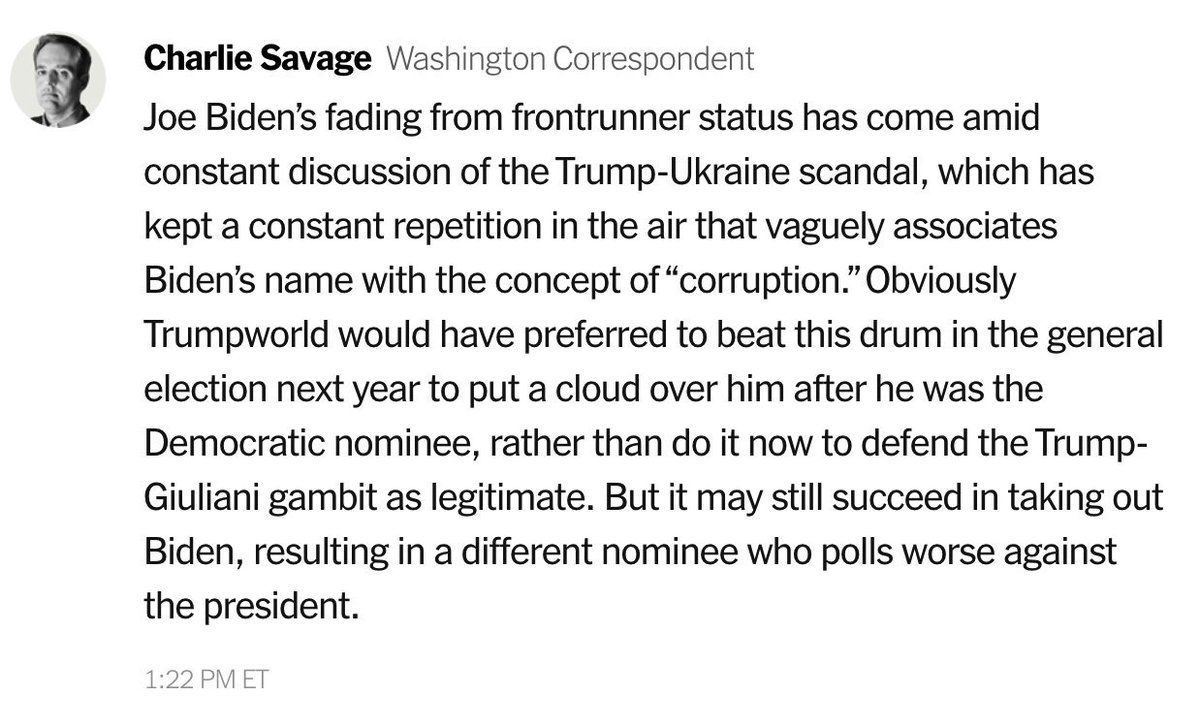 Charlie Savage Washington Correspondent
Joe Biden’s fading from frontrunner status has come amid
constant discussion of the Trump-Ukraine scandal, which has
kept a constant repetition in the air that vaguely associates
Biden’s name with the concept of “corruption.” Obviously
Trumpworld would have preferred to beat this drum in the general
election next year to put a cloud over him after he was the
Democratic nominee, rather than do it now to defend the Trump-
Giuliani gambit as legitimate. But it may still succeed in taking out
Biden, resulting in a different nominee who polls worse against
the president.
1:22 PM ET